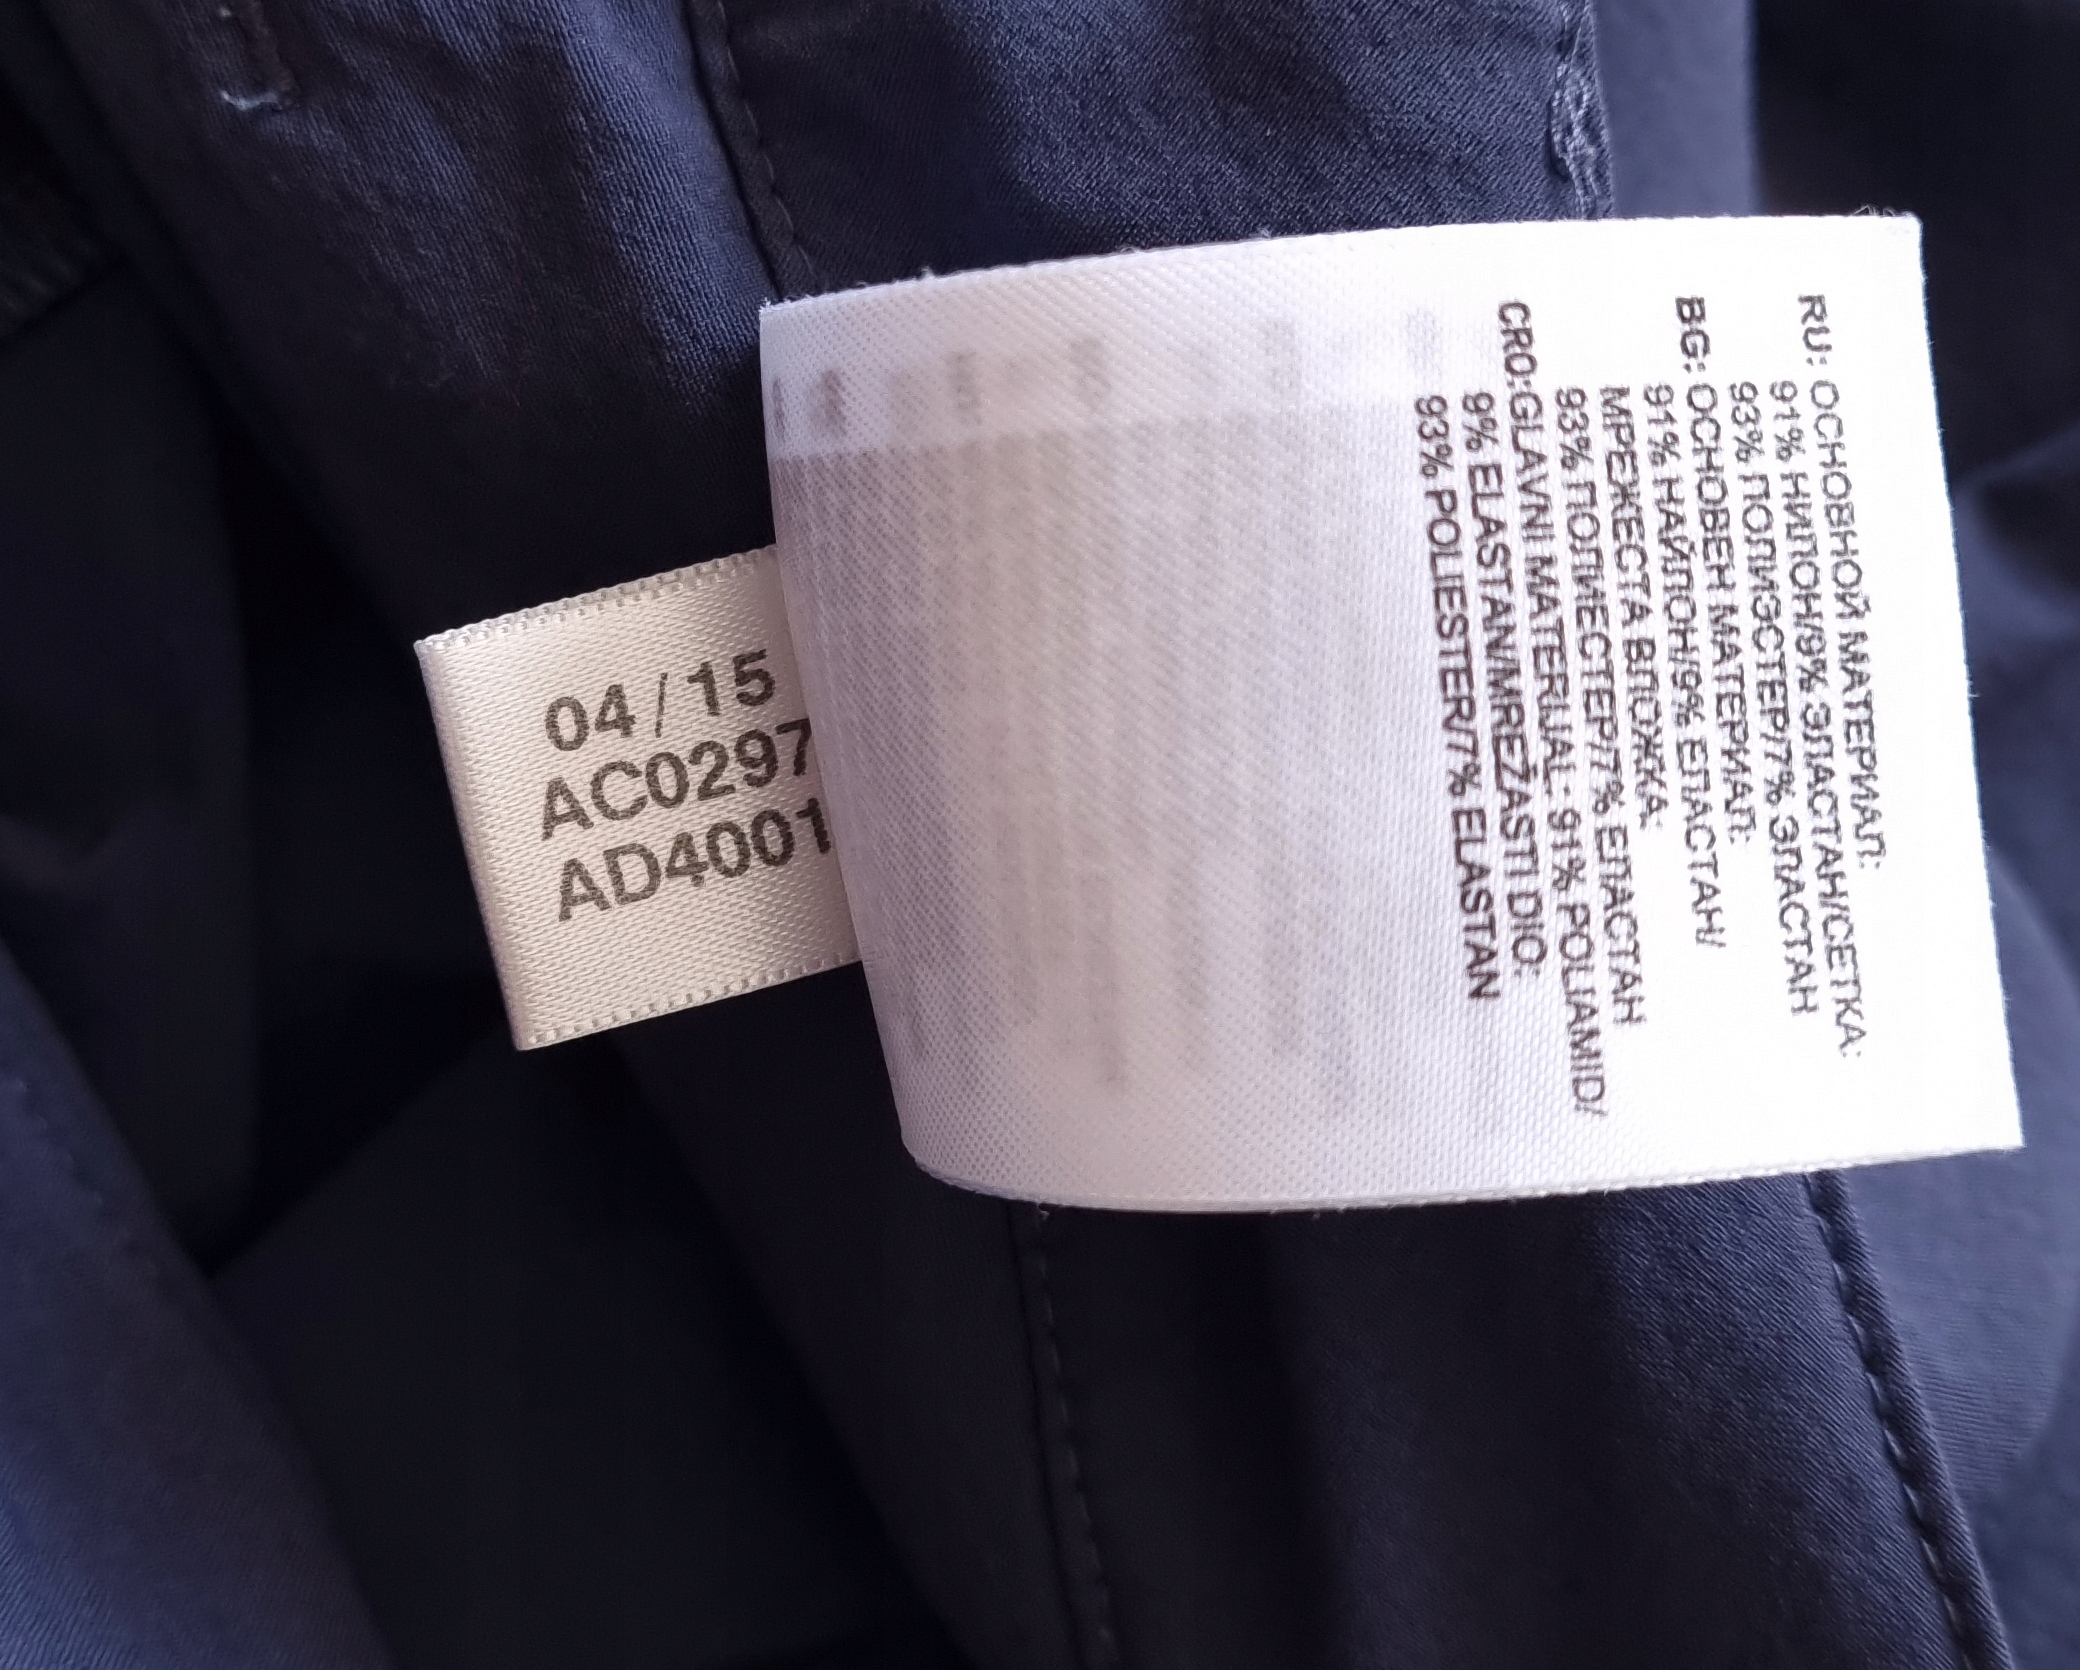 04/15
AC0297
AD4001
RU: ОСНОВНОЙ МАТЕРИАЛ:
91% НИЛОН/9% ЭЛАСТАН/СЕТКА:
93% ПОЛИЭСТЕР/7% ЭЛАСТАН
BG: ОСНОВЕН МАТЕРИАЛ:
91% НАЙЛОН/9% ЕЛАСТАН/
МРЕЖЕСТА ВЛОЖКА:
93% ПОЛИЕСТЕР/7% ЕЛАСТАН
CRO:GLAVNI MATERIJAL: 91% POLIAMID/
9% ELASTAN/MREŽASTI DIO:
93% POLIESTER/7% ELASTAN